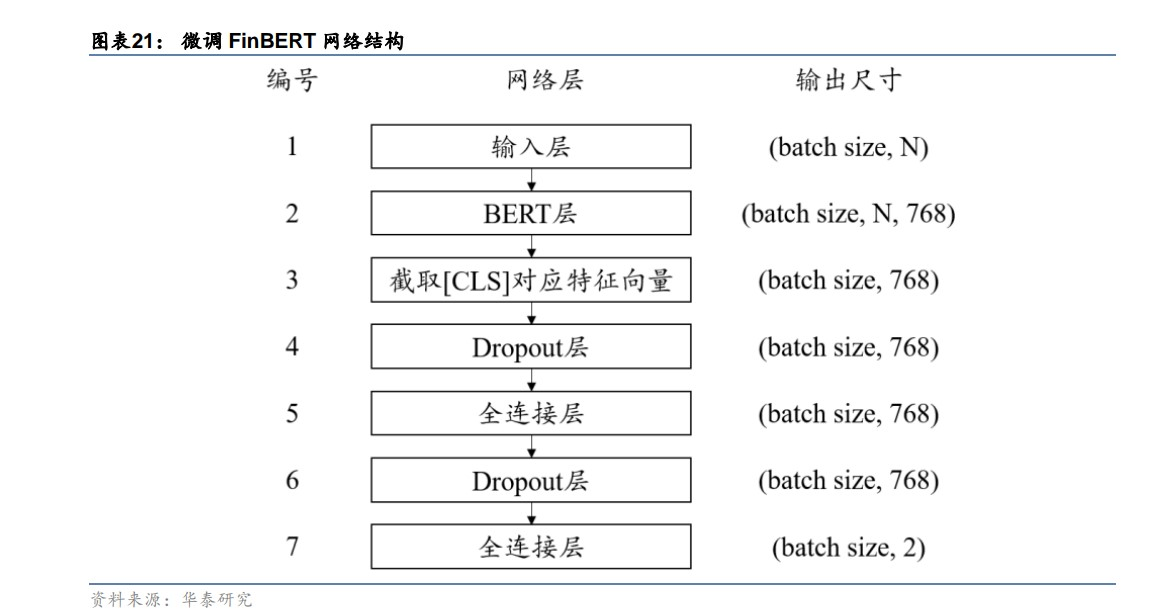 图表21： 微调 FinBERT 网络结构
编号 网络层 输出尺寸
1 输入层 (batch size, N)
2 BERT层 (batch size, N, 768)
3 截取[CLS]对应特征向量 (batch size, 768)
4 Dropout层 (batch size, 768)
5 全连接层 (batch size, 768)
6 Dropout层 (batch size, 768)
7 全连接层 (batch size, 2)
资料来源：华泰研究